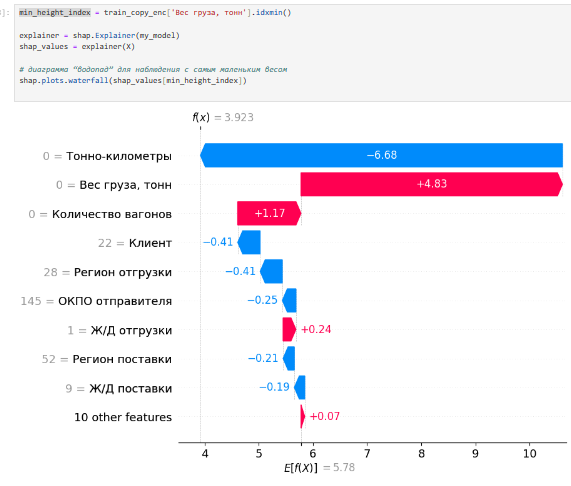 ]:
min_height_index = train_copy_enc['Вес груза, тонн'].idxmin()
explainer = shap.Explainer(my_model)
shap_values = explainer(X)
# диаграмма "водопад" для наблюдения с самым маленьким весом
shap.plots.waterfall(shap_values[min_height_index])
f(x) = 3.923
0 = Тонно-километры −6.68
0 = Вес груза, тонн +4.83
0 = Количество вагонов +1.17
22 = Клиент −0.41
28 = Регион отгрузки −0.41
145 = ОКПО отправителя −0.25
1 = Ж/Д отгрузки +0.24
52 = Регион поставки −0.21
9 = Ж/Д поставки −0.19
10 other features +0.07
4 5 6 7 8 9 10
E[f(X)] = 5.78